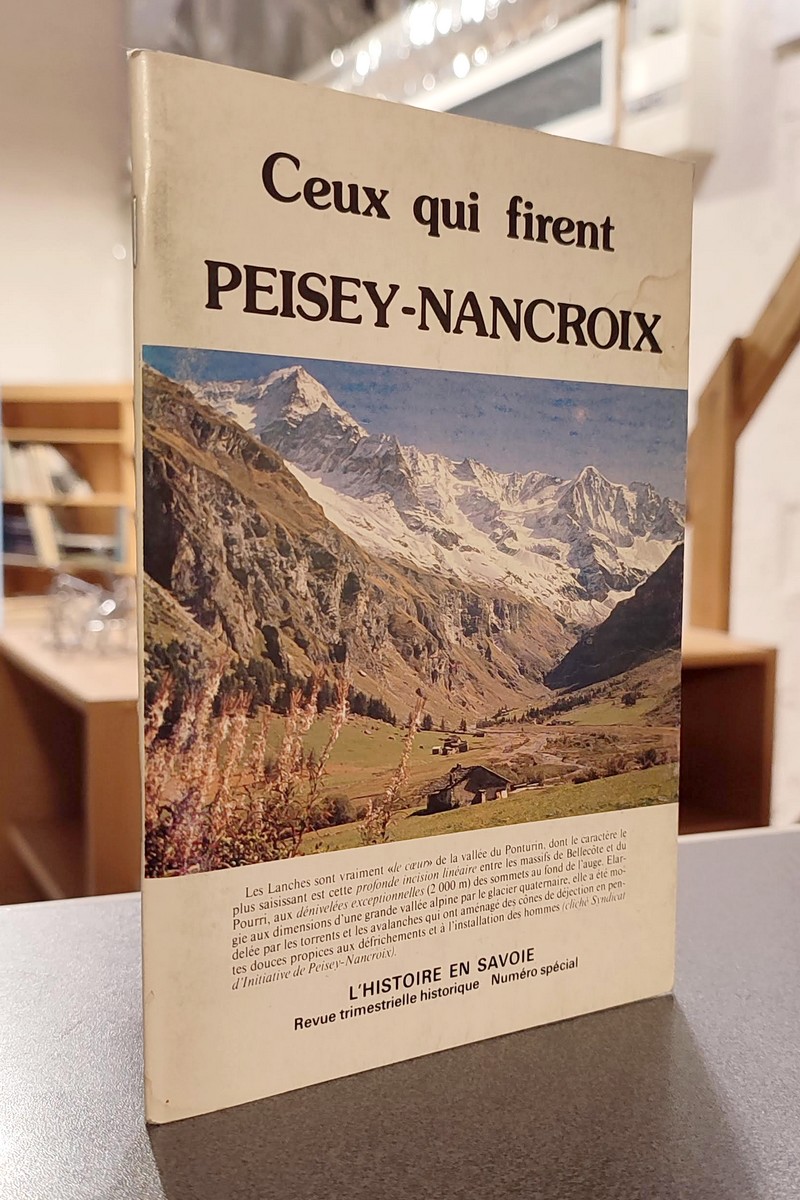 Ceux qui firent
PEISEY-NANCROIX
Les Lanches sont vraiment «le cœur» de la vallée du Ponturin, dont le caractère le
plus saisissant est cette profonde incision linéaire entre les massifs de Bellecôte et du
Pourri, aux dénivelées exceptionnelles (2 000 m) des sommets au fond de l'auge. Elar-
gie aux dimensions d'une grande vallée alpine par le glacier quaternaire, elle a été mo-
delée par les torrents et les avalanches qui ont aménagé des cônes de déjection en pen-
tes douces propices aux défrichements et à l'installation des hommes (cliché Syndicat
d'Initiative de Peisey-Nancroix).
L'HISTOIRE EN SAVOIE
Revue trimestrielle historique Numéro spécial